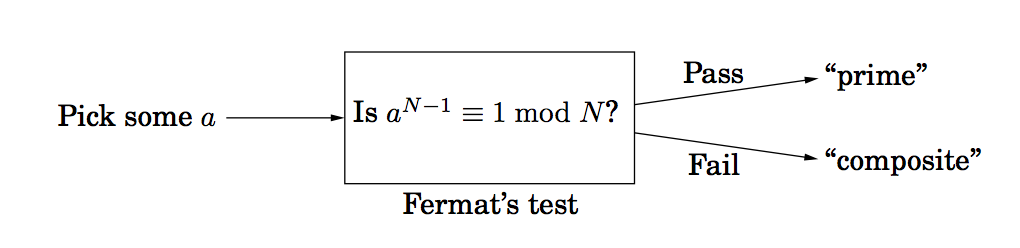 Pick some a
Is a^{N−1} ≡ 1 mod N?
Pass
“prime”
Fail
“composite”
Fermat’s test